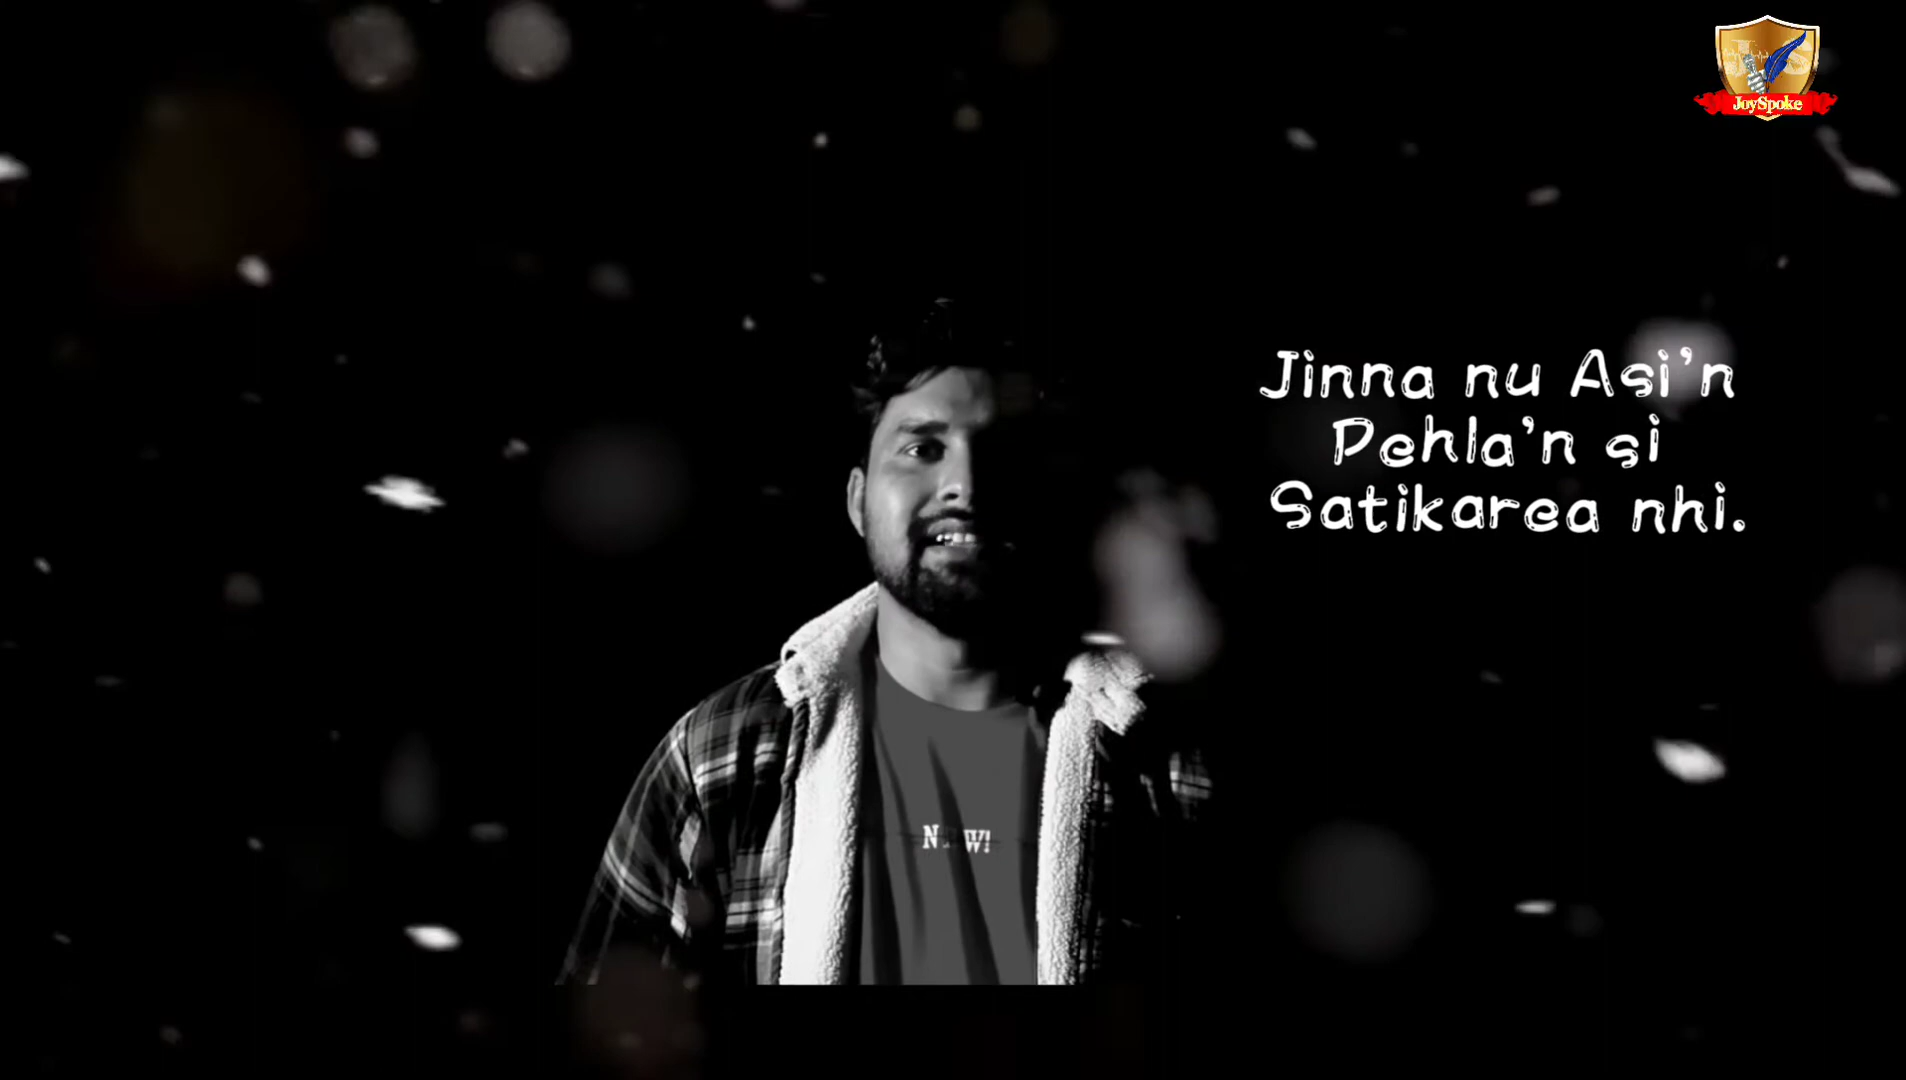 JoySpoke
Jinna nu Asi'n
Pehla'n si
Satikarea nhi.